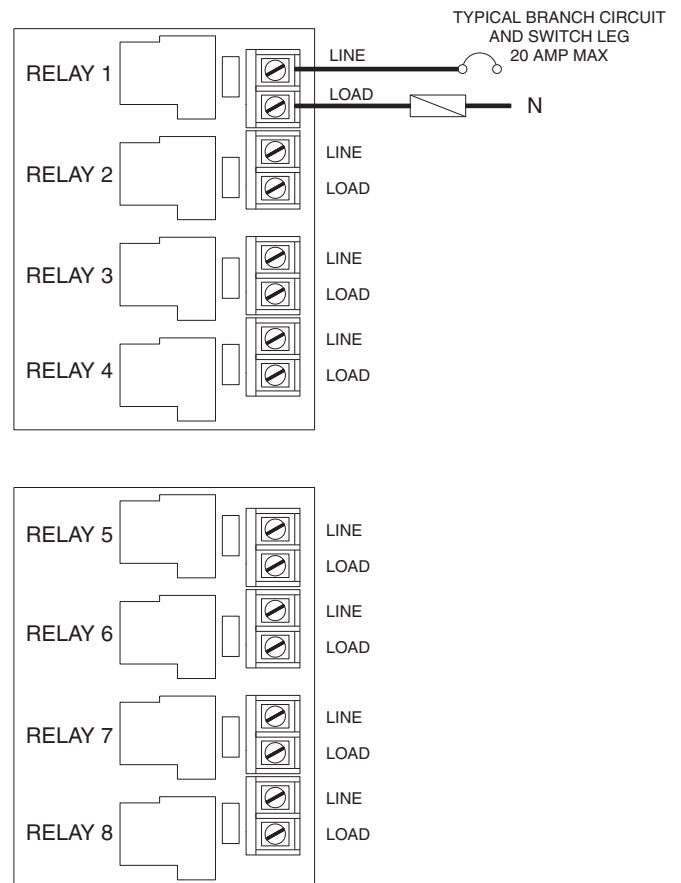 TYPICAL BRANCH CIRCUIT
AND SWITCH LEG
20 AMP MAX
RELAY 1
LINE
LOAD
N
RELAY 2
LINE
LOAD
RELAY 3
LINE
LOAD
RELAY 4
LINE
LOAD
RELAY 5
LINE
LOAD
RELAY 6
LINE
LOAD
RELAY 7
LINE
LOAD
RELAY 8
LINE
LOAD